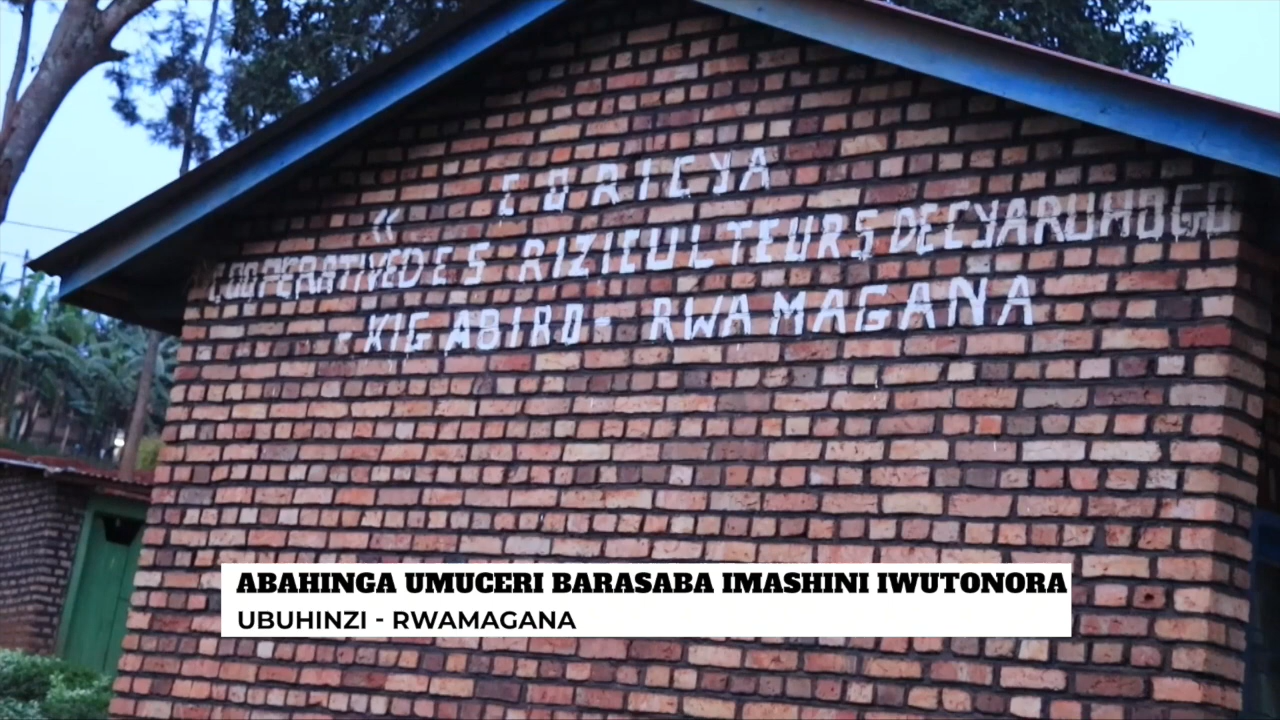 CORICYA
« COOPERATIVE DES RIZICULTEURS DE CYARUHOGO
- KIGABIRO - RWAMAGANA
ABAHINGA UMUCERI BARASABA IMASHINI IWUTONORA
UBUHINZI - RWAMAGANA